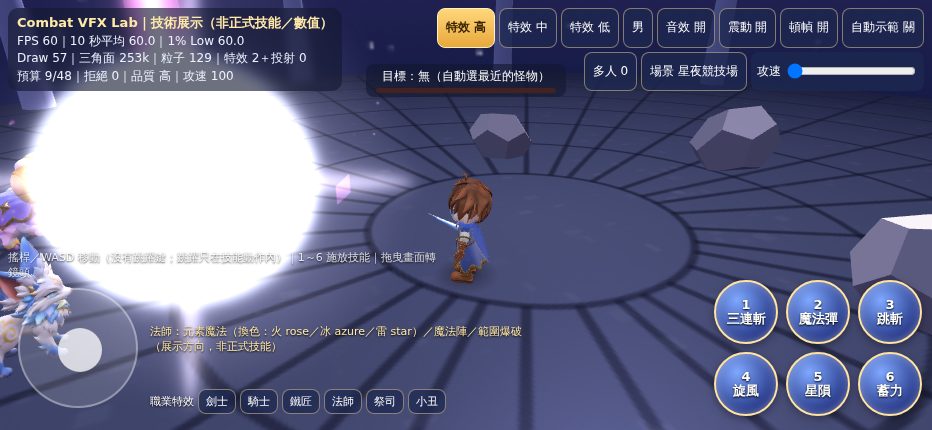 Combat VFX Lab｜技術展示（非正式技能／數值）
FPS 60｜10 秒平均 60.0｜1% Low 60.0
Draw 57｜三角面 253k｜粒子 129｜特效 2＋投射 0
預算 9/48｜拒絕 0｜品質 高｜攻速 100
特效 高
特效 中
特效 低
男
音效 開
震動 開
頓幀 開
自動示範 關
目標：無（自動選最近的怪物）
多人 0
場景 星夜競技場
攻速
搖桿／WASD 移動（沒有跳躍鍵；跳躍只在技能動作內）｜1～6 施放技能｜拖曳畫面轉
鏡頭
法師：元素魔法（換色：火 rose／冰 azure／雷 star）／魔法陣／範圍爆破
（展示方向，非正式技能）
職業特效
劍士
騎士
鐵匠
法師
祭司
小丑
1
三連斬
2
魔法彈
3
跳斬
4
旋風
5
星隕
6
蓄力